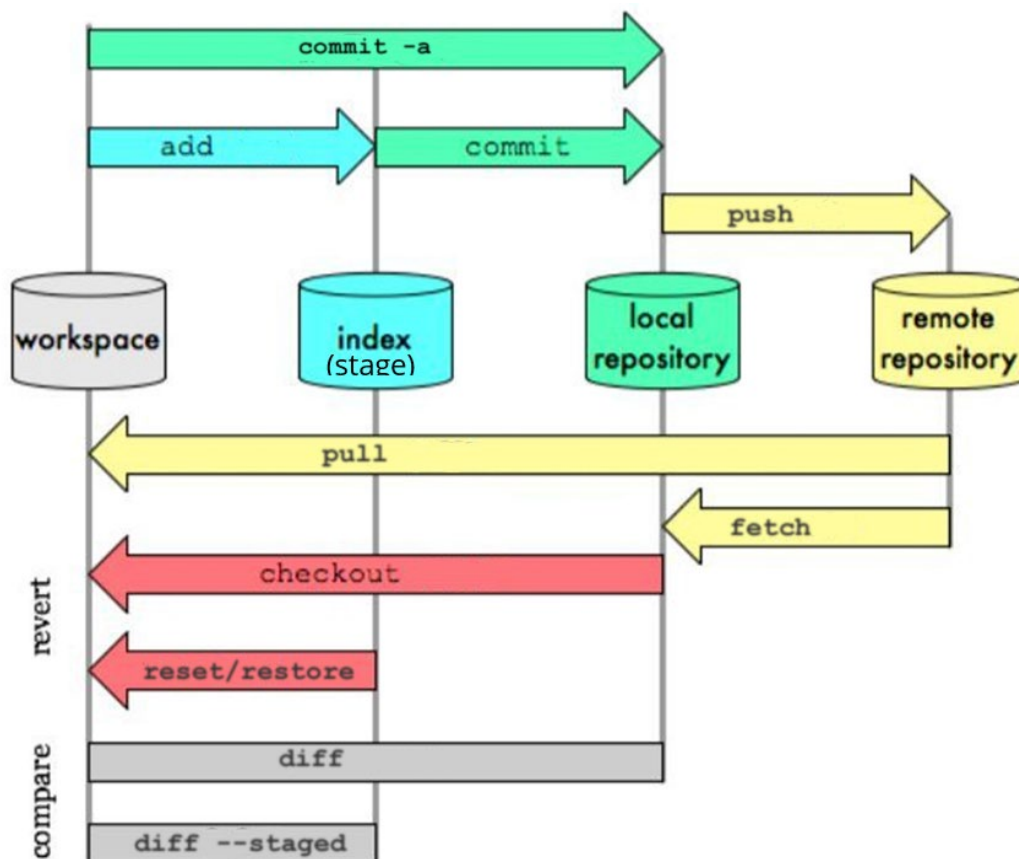 commit -a
add
commit
push
workspace
index
(stage)
local
repository
remote
repository
pull
fetch
revert
checkout
reset/restore
compare
diff
diff --staged